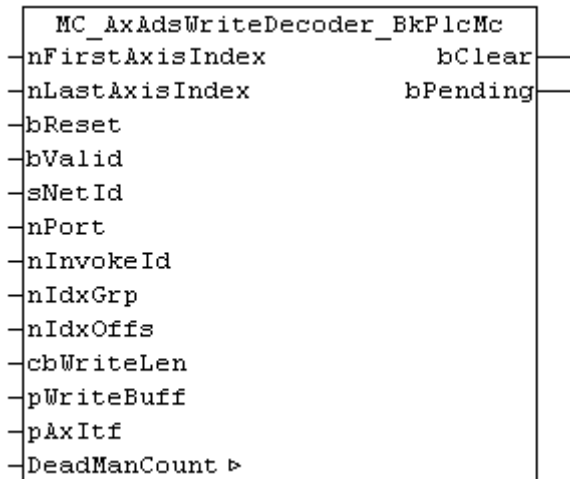 MC_AxAdsWriteDecoder_BkPlcMc
nFirstAxisIndex bClear
nLastAxisIndex bPending
bReset
bValid
sNetId
nPort
nInvokeId
nIdxGrp
nIdxOffs
cbWriteLen
pWriteBuff
pAxItf
DeadManCount ▷